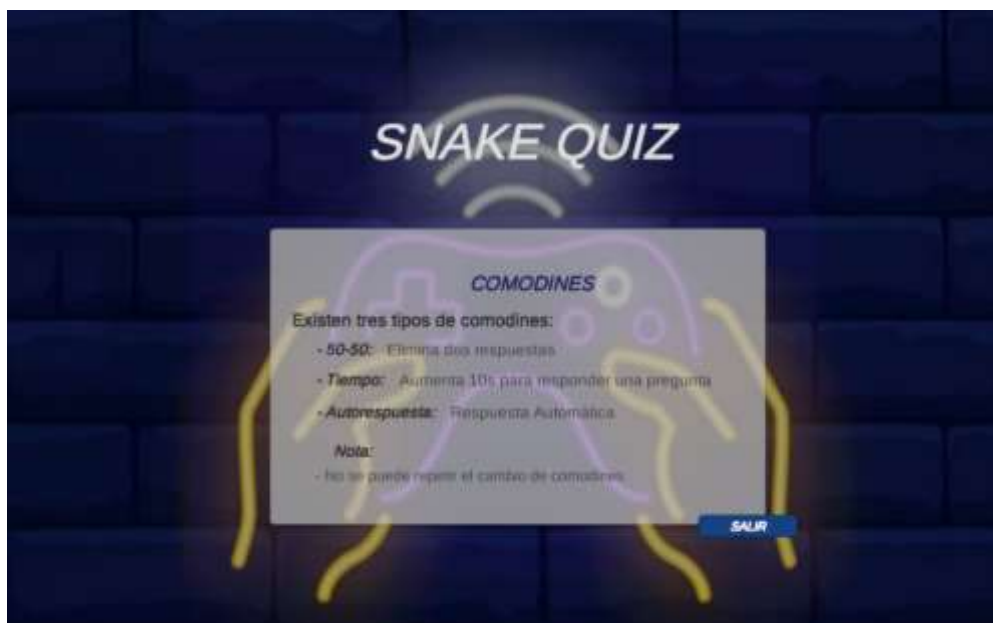 SNAKE QUIZ
COMODINES
Existen tres tipos de comodines:
- 50-50: Elimina dos respuestas
- Tiempo: Aumenta 10s para responder una pregunta
- Autorespuesta: Respuesta Automática
Nota:
- No se puede repetir el cambio de comodines
SALIR